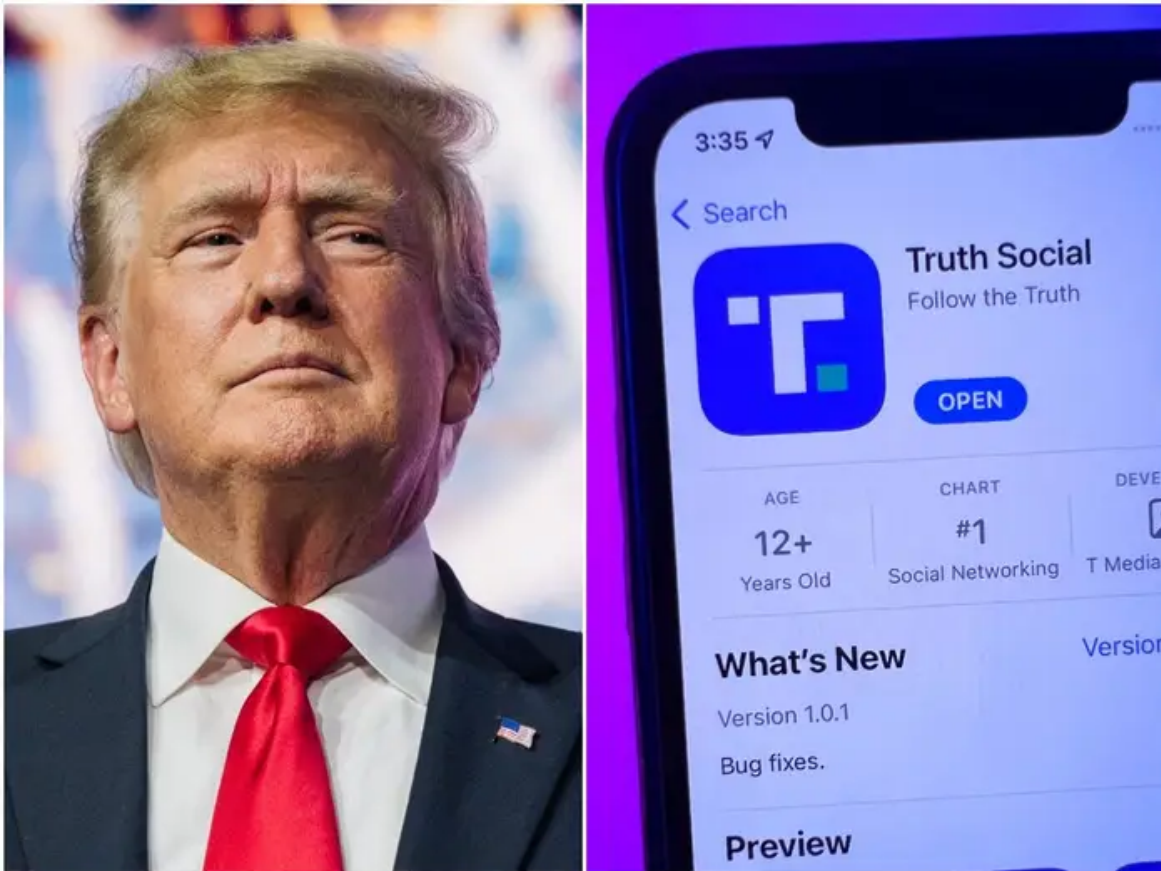 3:35
Search
Truth Social
Follow the Truth
OPEN
AGE
12+
Years Old
CHART
#1
Social Networking
DEVE
T Media
What's New
Version
Version 1.0.1
Bug fixes.
Preview